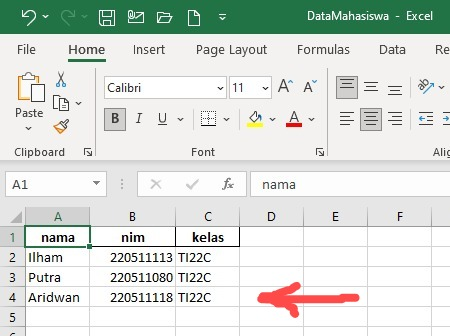 DataMahasiswa - Excel
File Home Insert Page Layout Formulas Data
Paste Calibri 11 A A ab
B I U A
Clipboard Font Alig
A1 fx nama
A B C D E F
1 nama nim kelas
2 Ilham 220511113 TI22C
3 Putra 220511080 TI22C
4 Aridwan 220511118 TI22C
5